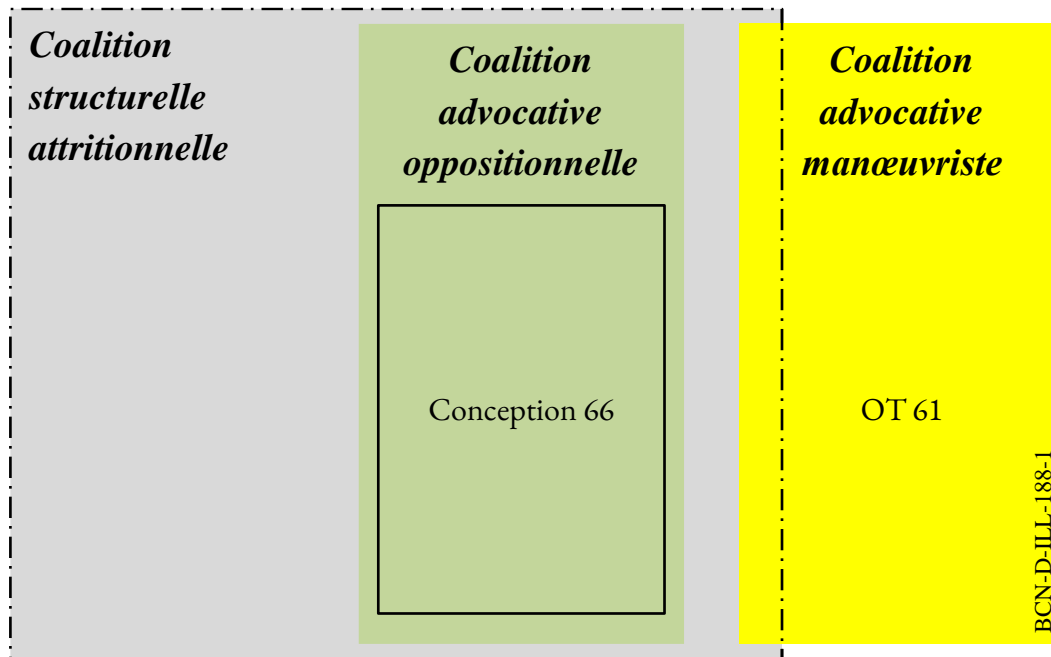 Coalition
structurelle
attritionnelle
Coalition
advocative
oppositionnelle
Conception 66
Coalition
advocative
manœuvriste
OT 61
BCN-D-ILL-188-1